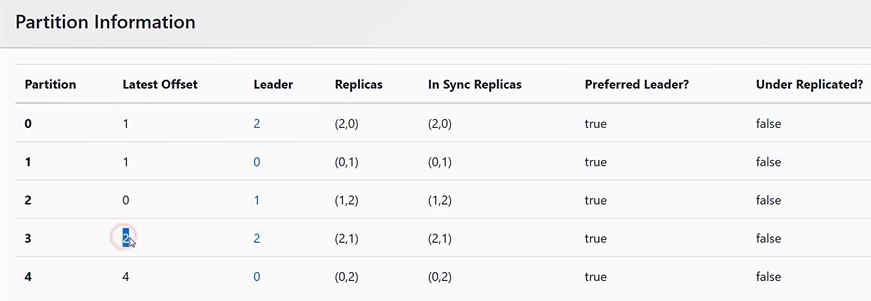 Partition Information
Partition Latest Offset Leader Replicas In Sync Replicas Preferred Leader? Under Replicated?
0 1 2 (2,0) (2,0) true false
1 1 0 (0,1) (0,1) true false
2 0 1 (1,2) (1,2) true false
3 2 2 (2,1) (2,1) true false
4 4 0 (0,2) (0,2) true false